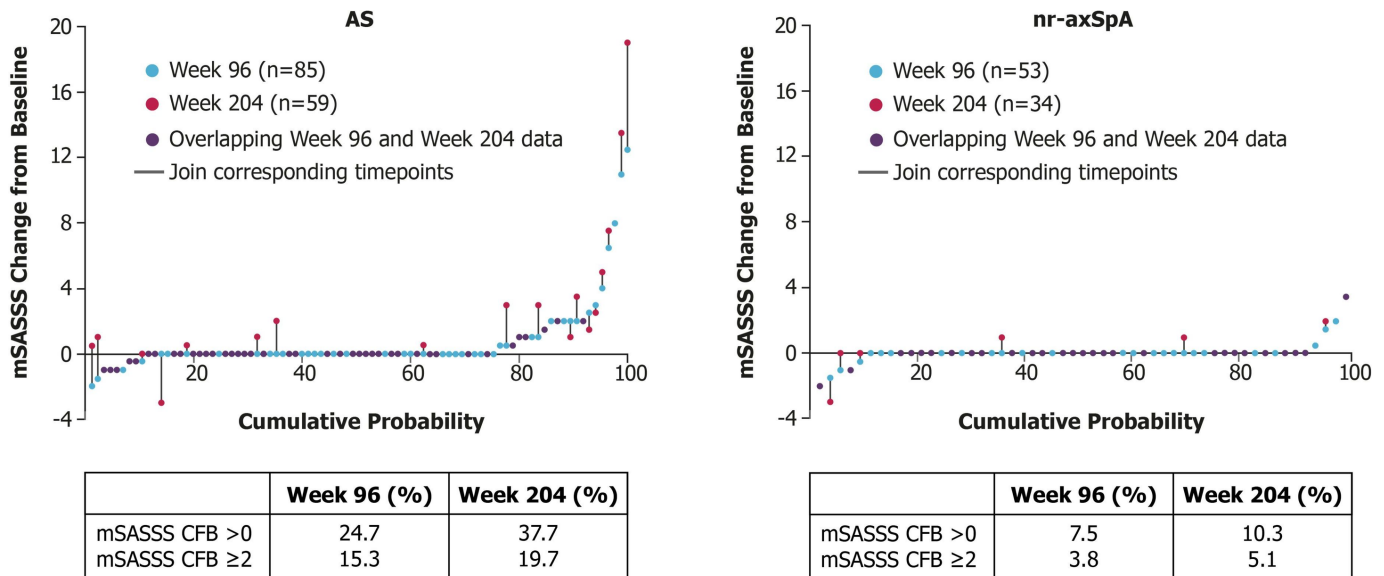 AS
mSASSS Change from Baseline
20
16
12
8
4
0
-4
Week 96 (n=85)
Week 204 (n=59)
Overlapping Week 96 and Week 204 data
Join corresponding timepoints
20
40
60
80
100
Cumulative Probability
Week 96 (%) Week 204 (%)
mSASSS CFB >0 24.7 37.7
mSASSS CFB ≥2 15.3 19.7
nr-axSpA
mSASSS Change from Baseline
20
16
12
8
4
0
-4
Week 96 (n=53)
Week 204 (n=34)
Overlapping Week 96 and Week 204 data
Join corresponding timepoints
20
40
60
80
100
Cumulative Probability
Week 96 (%) Week 204 (%)
mSASSS CFB >0 7.5 10.3
mSASSS CFB ≥2 3.8 5.1